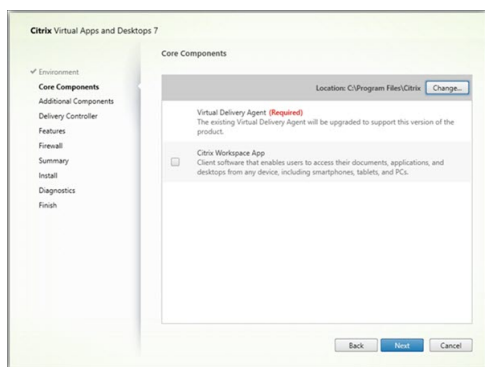 Citrix Virtual Apps and Desktops 7
Core Components
✔ Environment
Core Components
Additional Components
Delivery Controller
Features
Firewall
Summary
Install
Diagnostics
Finish
Location: C:\Program Files\Citrix Change...
Virtual Delivery Agent (Required)
The existing Virtual Delivery Agent will be upgraded to support this version of the
product.
Citrix Workspace App
Client software that enables users to access their documents, applications, and
desktops from any device, including smartphones, tablets, and PCs.
Back Next Cancel